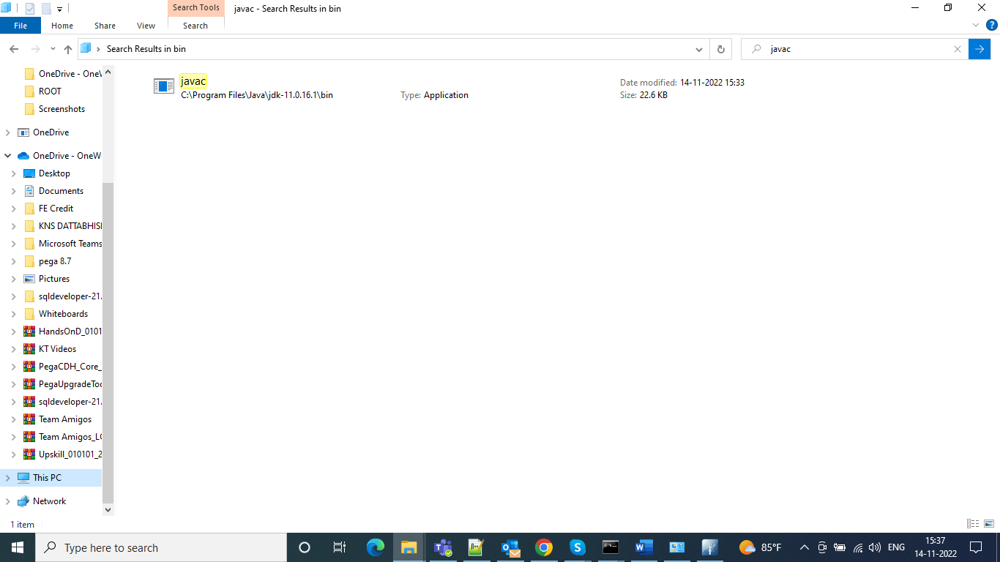 Search Tools
javac - Search Results in bin
File
Home
Share
View
Search
Search Results in bin
javac
OneDrive - OneW
ROOT
Screenshots
OneDrive
OneDrive - OneW
Desktop
Documents
FE Credit
KNS DATTABHISH
Microsoft Teams
pega 8.7
Pictures
sqldeveloper-21.
Whiteboards
HandsOnD_0101
KT Videos
PegaCDH_Core_
PegaUpgradeToo
sqldeveloper-21.
Team Amigos
Team Amigos_LC
Upskill_010101_2
This PC
Network
javac
C:\Program Files\Java\jdk-11.0.16.1\bin
Type: Application
Date modified: 14-11-2022 15:33
Size: 22.6 KB
1 item
Type here to search
85°F
ENG
15:37
14-11-2022